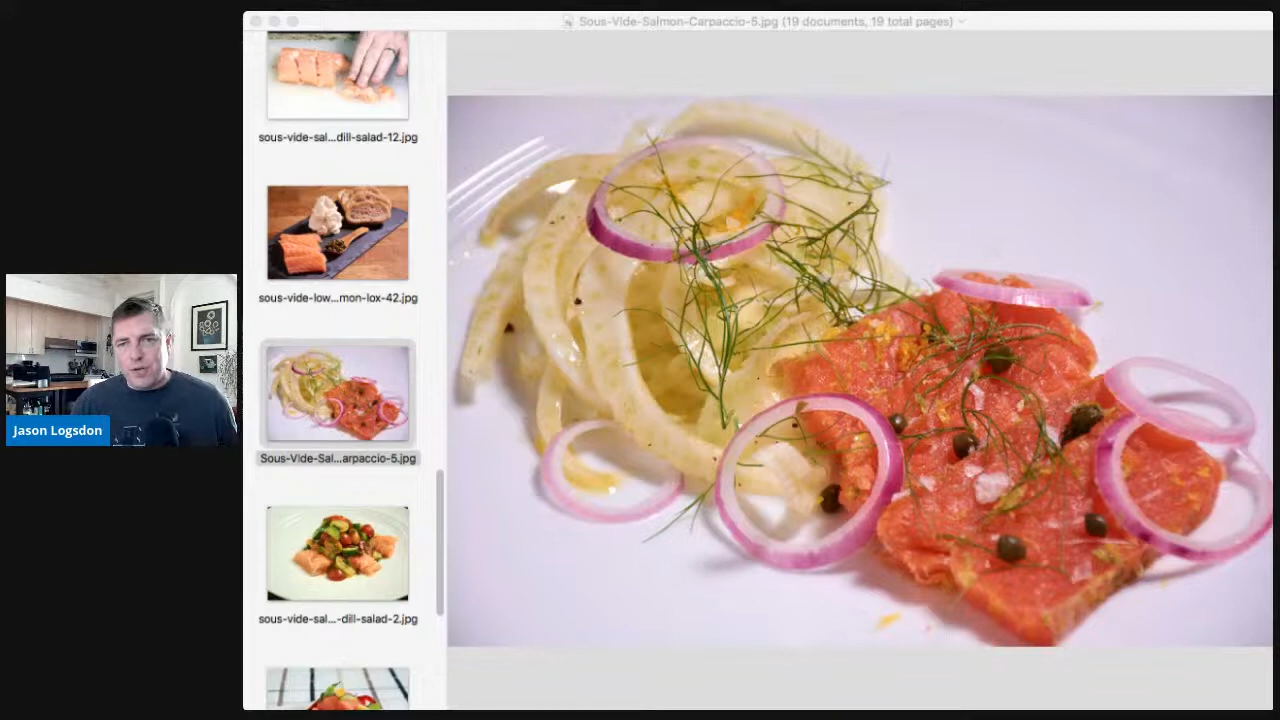 Sous-Vide-Salmon-Carpaccio-5.jpg (19 documents, 19 total pages)
sous-vide-sal...dill-salad-12.jpg
sous-vide-low...mon-lox-42.jpg
Sous-Vide-Sal...arpaccio-5.jpg
sous-vide-sal...-dill-salad-2.jpg
Jason Logsdon